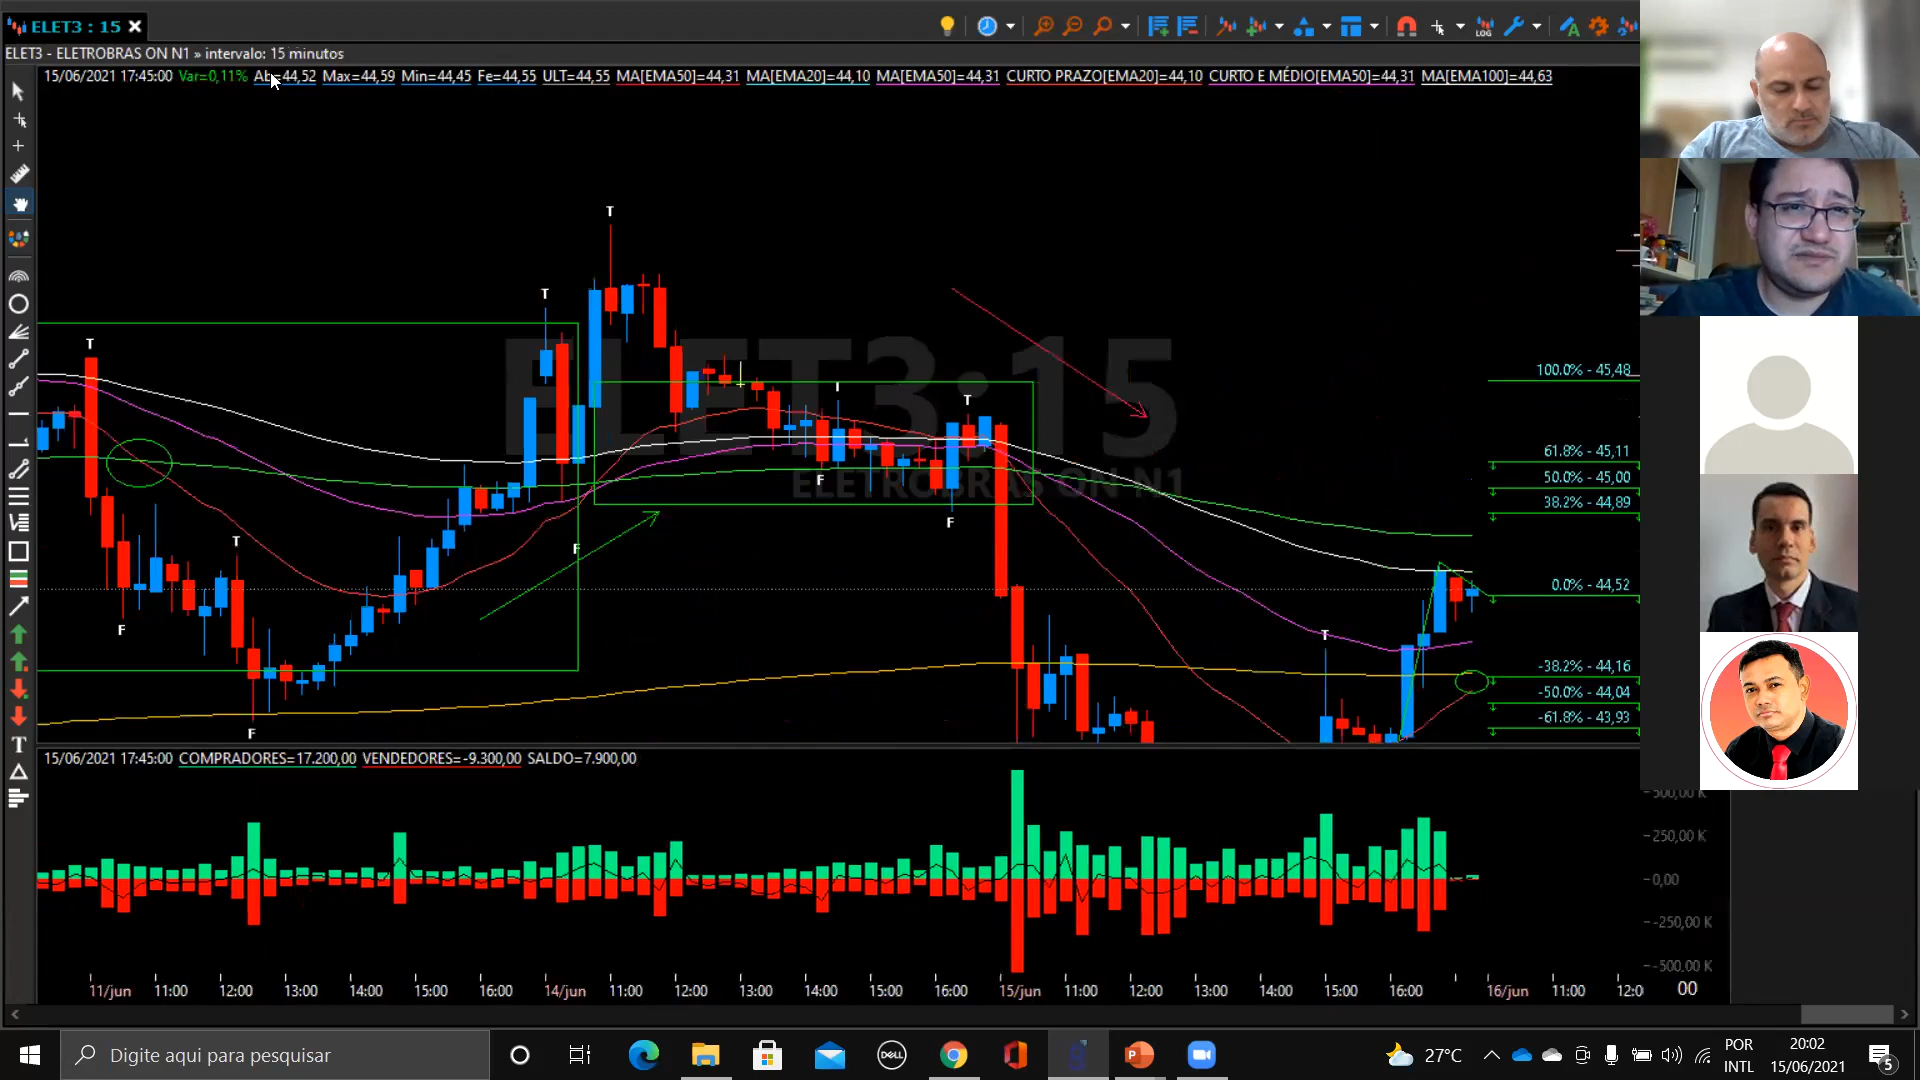 ELET3 : 15
ELET3 - ELETROBRAS ON N1 » intervalo: 15 minutos
15/06/2021 17:45:00 Var=0,11% Ab=44,52 Max=44,59 Min=44,45 Fe=44,55 ULT=44,55 MA[EMA50]=44,31 MA[EMA20]=44,10 MA[EMA50]=44,31 CURTO PRAZO[EMA20]=44,10 CURTO E MÉDIO[EMA50]=44,31 MA[EMA100]=44,63
LOG
T
T
T
ELET3:15
100.0% - 45,48
T
T
61.8% - 45,11
50.0% - 45,00
F
ELETROBRAS ON N1
38.2% - 44,89
F
T
F
0.0% - 44,52
F
T
-38.2% - 44,16
-50.0% - 44,04
-61.8% - 43,93
F
T
15/06/2021 17:45:00 COMPRADORES=17.200,00 VENDEDORES=-9.300,00 SALDO=7.900,00
500,00 K
250,00 K
0,00
-250,00 K
-500,00 K
11/jun 11:00 12:00 13:00 14:00 15:00 16:00 14/jun 11:00 12:00 13:00 14:00 15:00 16:00 15/jun 11:00 12:00 13:00 14:00 15:00 16:00 16/jun 11:00 12:0 00
Digite aqui para pesquisar
DELL
27°C
POR
INTL
20:02
15/06/2021
5